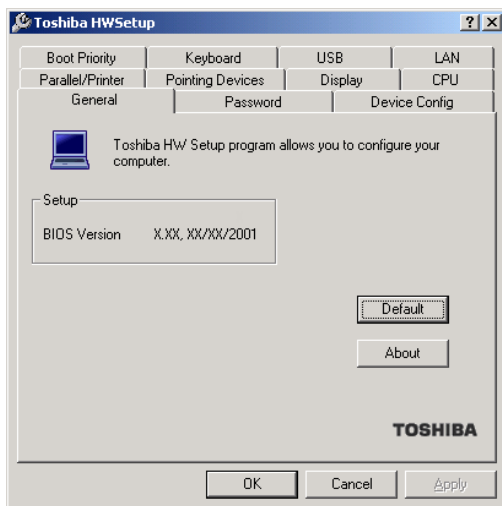 Toshiba HWSetup
Boot Priority Keyboard USB LAN
Parallel/Printer Pointing Devices Display CPU
General Password Device Config
Toshiba HW Setup program allows you to configure your
computer.
Setup
BIOS Version X.XX, XX/XX/2001
Default
About
TOSHIBA
OK Cancel Apply